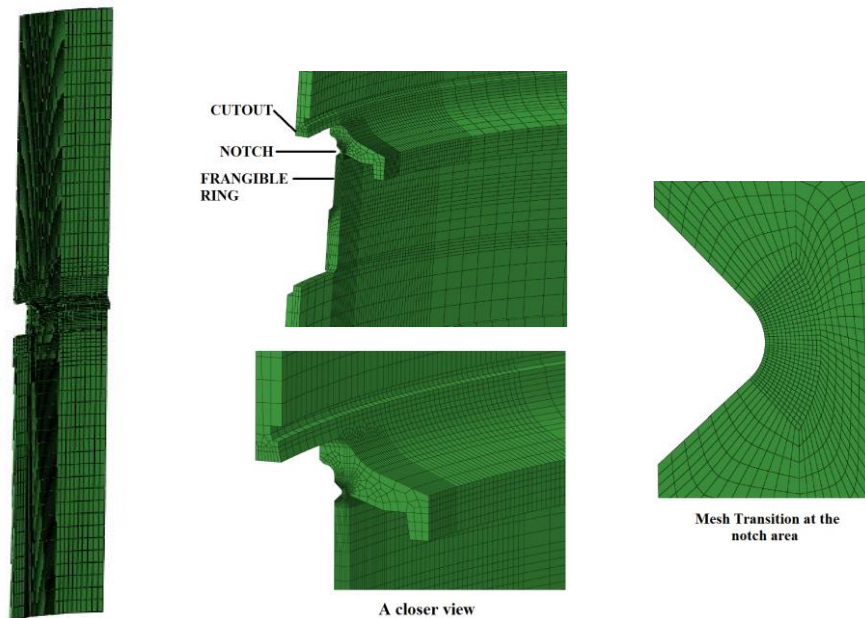 CUTOUT
NOTCH
FRANGIBLE
RING
Mesh Transition at the
notch area
A closer view